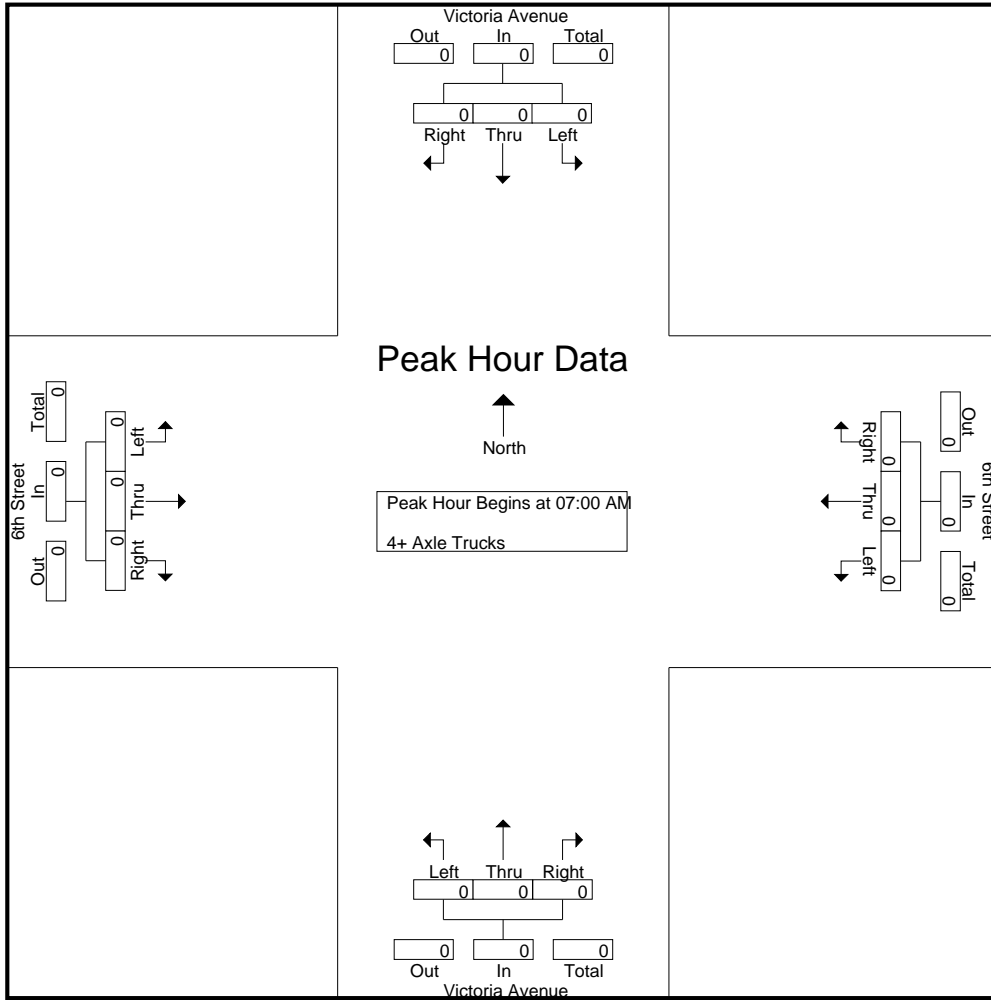 Victoria Avenue
Out In Total
0 0 0
0 0 0
Right Thru Left
Peak Hour Data
North
Peak Hour Begins at 07:00 AM
4+ Axle Trucks
6th Street
Out In Total
0 0 0
0 0 0
Right Thru Left
6th Street
Out In Total
0 0 0
0 0 0
Right Thru Left
Left Thru Right
0 0 0
0 0 0
Out In Total
Victoria Avenue